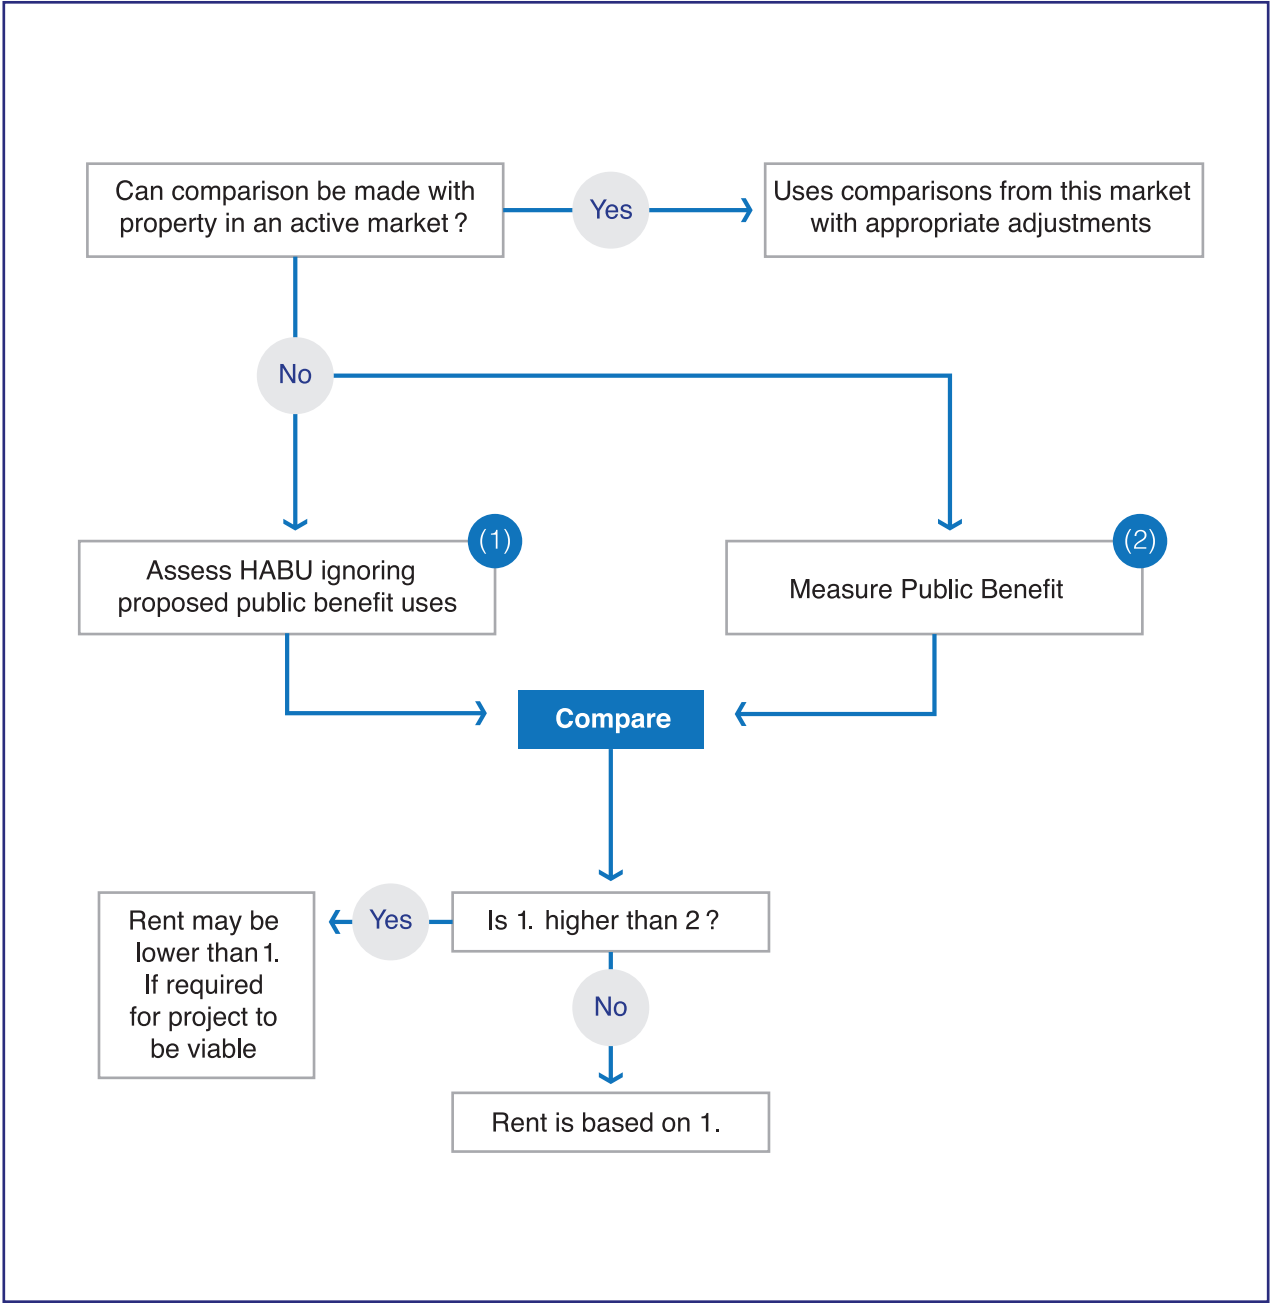 Can comparison be made with
property in an active market ?
Yes
Uses comparisons from this market
with appropriate adjustments
No
(1)
Assess HABU ignoring
proposed public benefit uses
(2)
Measure Public Benefit
Compare
Is 1. higher than 2 ?
Yes
Rent may be
lower than 1.
If required
for project to
be viable
No
Rent is based on 1.